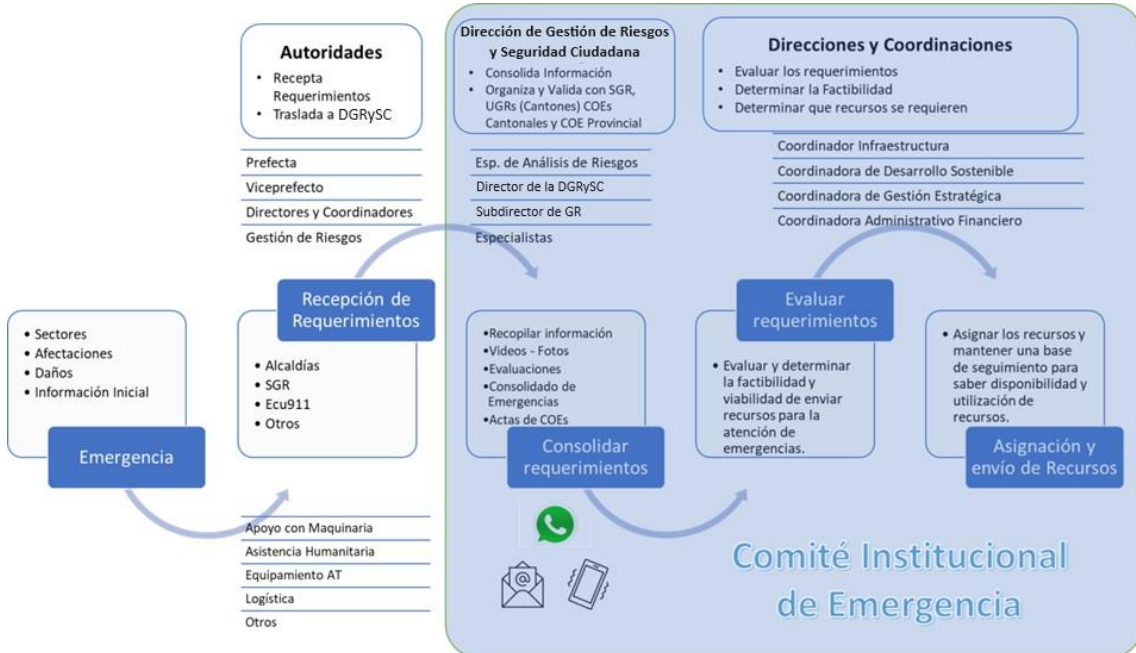 Autoridades
• Recepta
Requerimientos
• Traslada a DGRySC
Prefecta
Viceprefecto
Directores y Coordinadores
Gestión de Riesgos
Dirección de Gestión de Riesgos
y Seguridad Ciudadana
• Consolida Información
• Organiza y Valida con SGR,
UGRs (Cantones) COEs
Cantonales y COE Provincial
Esp. de Análisis de Riesgos
Director de la DGRySC
Subdirector de GR
Especialistas
Direcciones y Coordinaciones
• Evaluar los requerimientos
• Determinar la Factibilidad
• Determinar que recursos se requieren
Coordinador Infraestructura
Coordinadora de Desarrollo Sostenible
Coordinadora de Gestión Estratégica
Coordinadora Administrativo Financiero
• Sectores
• Afectaciones
• Daños
• Información Inicial
Emergencia
Recepción de
Requerimientos
• Alcaldías
• SGR
• Ecu911
• Otros
Apoyo con Maquinaria
Asistencia Humanitaria
Equipamiento AT
Logística
Otros
•Recopilar información
•Videos - Fotos
•Evaluaciones
•Consolidado de
Emergencias
•Actas de COEs
Consolidar
requerimientos
Evaluar
requerimientos
• Evaluar y determinar
la factibilidad y
viabilidad de enviar
recursos para la
atención de
emergencias.
• Asignar los recursos y
mantener una base
de seguimiento para
saber disponibilidad y
utilización de
recursos.
Asignación y
envío de Recursos
Comité Institucional
de Emergencia